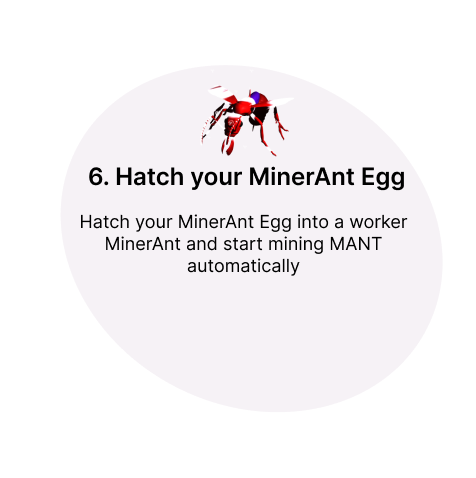 6. Hatch your MinerAnt Egg
Hatch your MinerAnt Egg into a worker
MinerAnt and start mining MANT
automatically